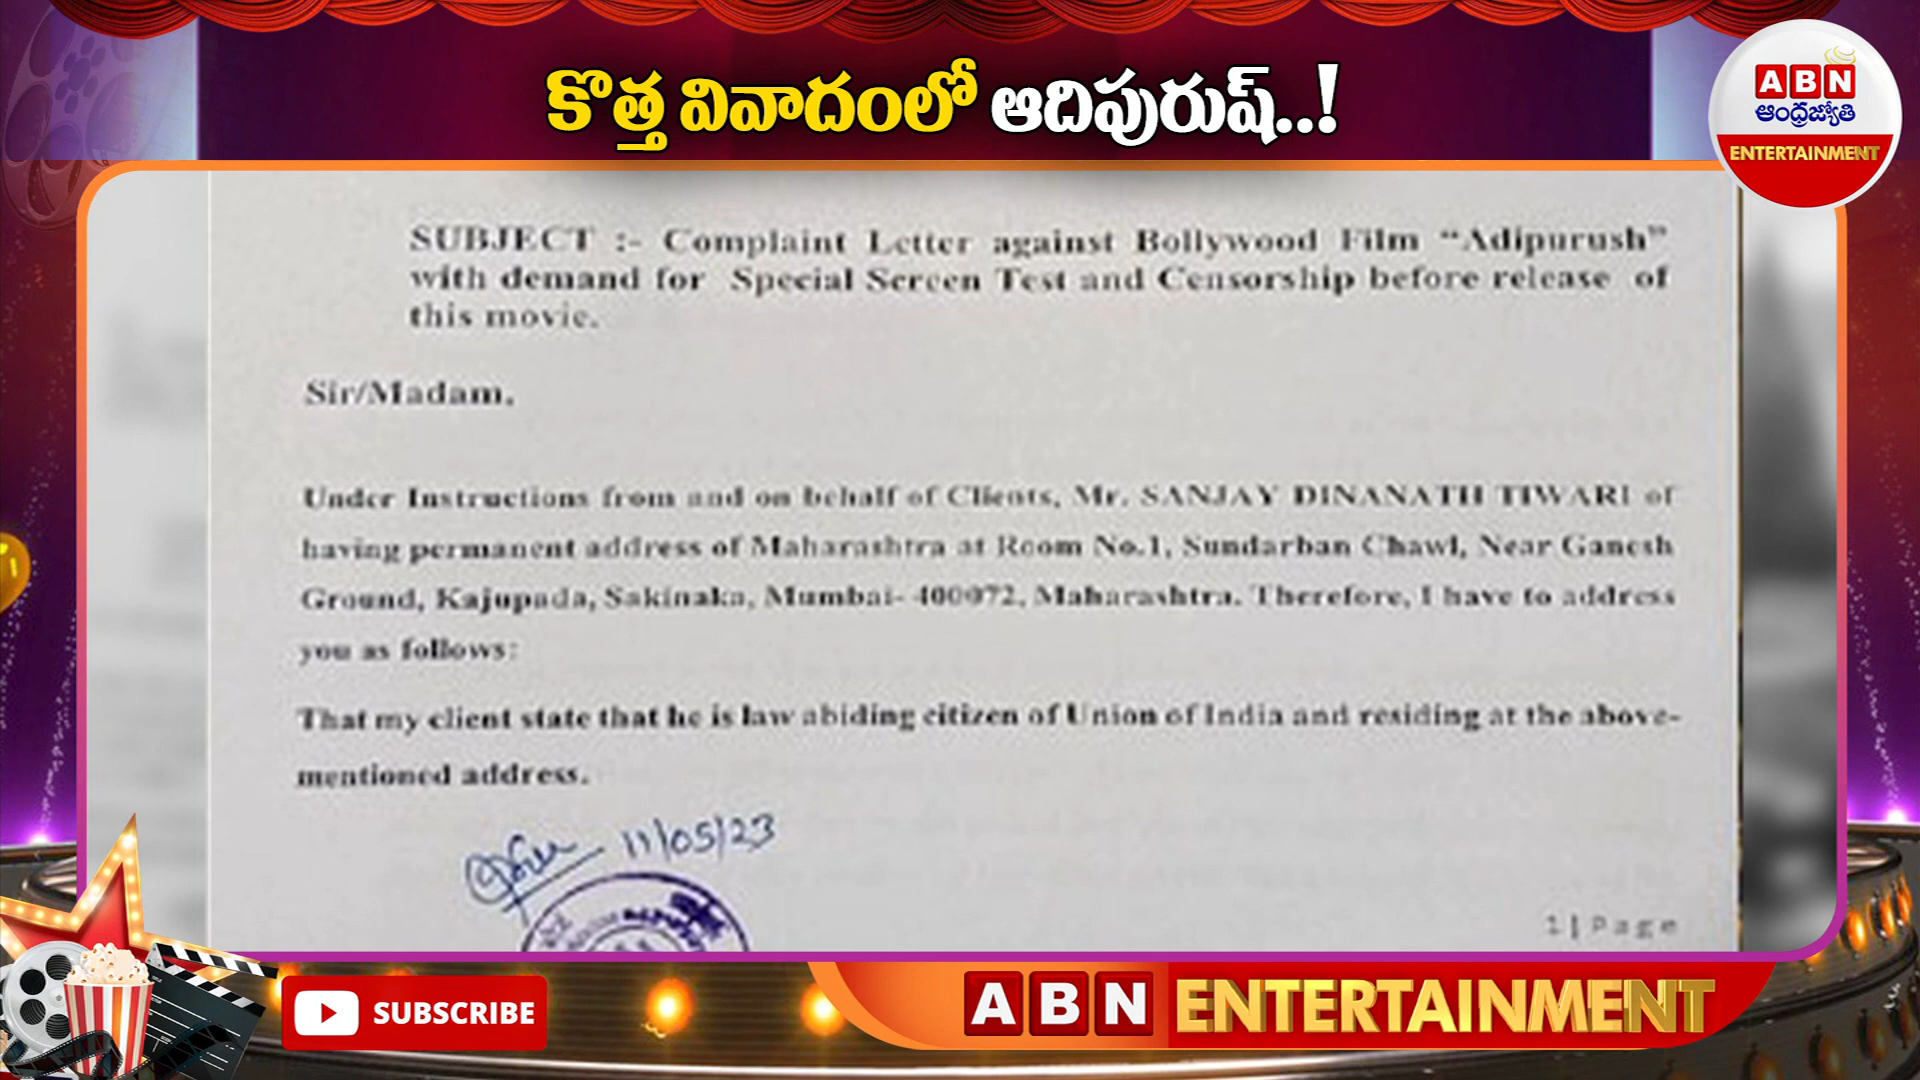 కొత్త వివాదంలో ఆదిపురుష్..!
ABN
ఆంధ్రజ్యోతి
ENTERTAINMENT
SUBJECT :- Complaint Letter against Bollywood Film “Adipurush”
with demand for Special Screen Test and Censorship before release of
this movie.
Sir/Madam,
Under Instructions from and on behalf of Clients, Mr. SANJAY DINANATH TIWARI of
having permanent address of Maharashtra at Room No.1, Sundarban Chawl, Near Ganesh
Ground, Kajupada, Sakinaka, Mumbai- 400072, Maharashtra. Therefore, I have to address
you as follows:
That my client state that he is law abiding citizen of Union of India and residing at the above-
mentioned address.
11/05/23
1 | Page
SUBSCRIBE
ABN ENTERTAINMENT